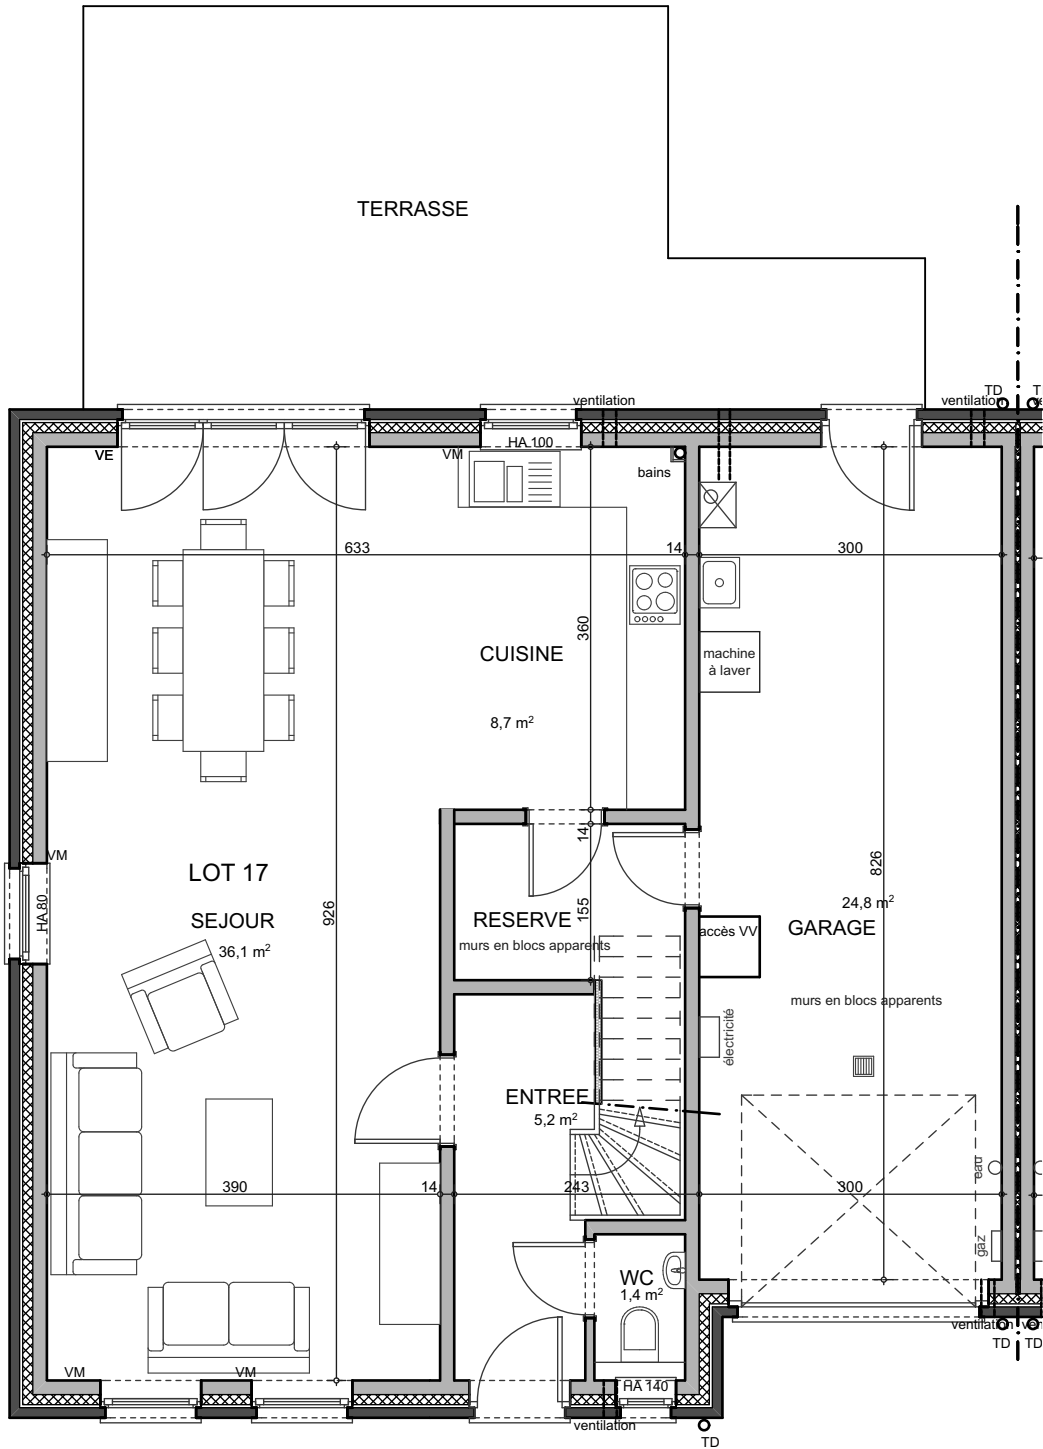 TERRASSE
TD
ventilation
ventilation
HA 100
VE
VM
bains
633
14
300
360
machine
à laver
CUISINE
8,7 m²
14
VM
826
LOT 17
HA 80
926
155
24,8 m²
SEJOUR
RESERVE
GARAGE
accès VV
murs en blocs apparents
36,1 m²
murs en blocs apparents
électricité
ENTREE
5,2 m²
eau
390
14
243
300
gaz
WC
1,4 m²
ventilation
TD
TD
VM
VM
HA 140
ventilation
TD